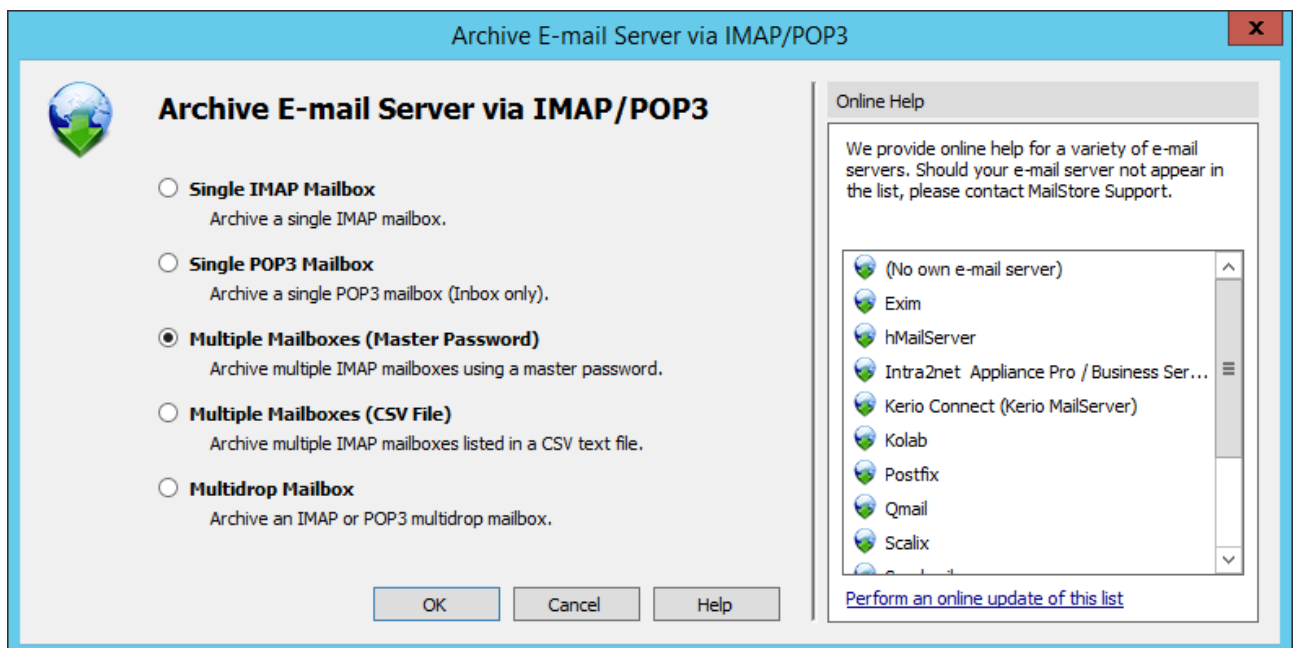 Archive E-mail Server via IMAP/POP3
x
Archive E-mail Server via IMAP/POP3
Single IMAP Mailbox
Archive a single IMAP mailbox.
Single POP3 Mailbox
Archive a single POP3 mailbox (Inbox only).
Multiple Mailboxes (Master Password)
Archive multiple IMAP mailboxes using a master password.
Multiple Mailboxes (CSV File)
Archive multiple IMAP mailboxes listed in a CSV text file.
Multidrop Mailbox
Archive an IMAP or POP3 multidrop mailbox.
OK
Cancel
Help
Online Help
We provide online help for a variety of e-mail
servers. Should your e-mail server not appear in
the list, please contact MailStore Support.
(No own e-mail server)
Exim
hMailServer
Intra2net Appliance Pro / Business Ser...
Kerio Connect (Kerio MailServer)
Kolab
Postfix
Qmail
Scalix
Perform an online update of this list